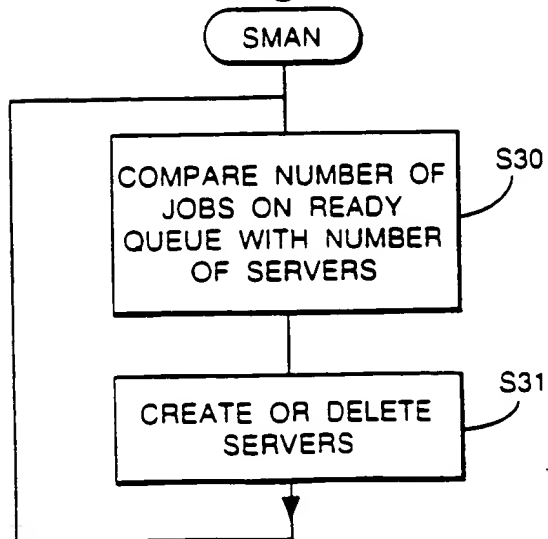 SMAN
COMPARE NUMBER OF
JOBS ON READY
QUEUE WITH NUMBER
OF SERVERS
S30
CREATE OR DELETE
SERVERS
S31